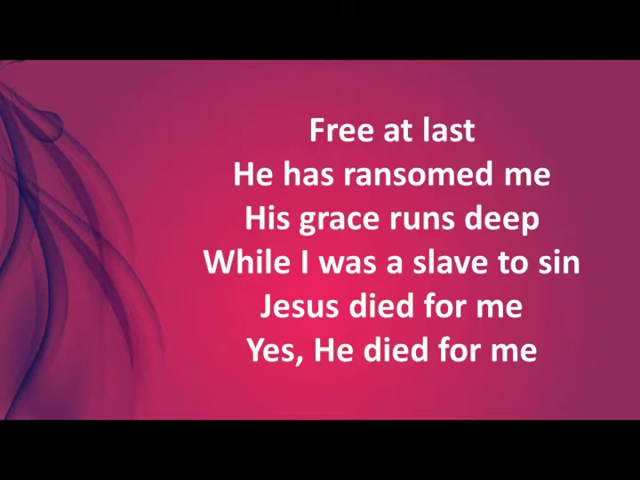 Free at last
He has ransomed me
His grace runs deep
While I was a slave to sin
Jesus died for me
Yes, He died for me